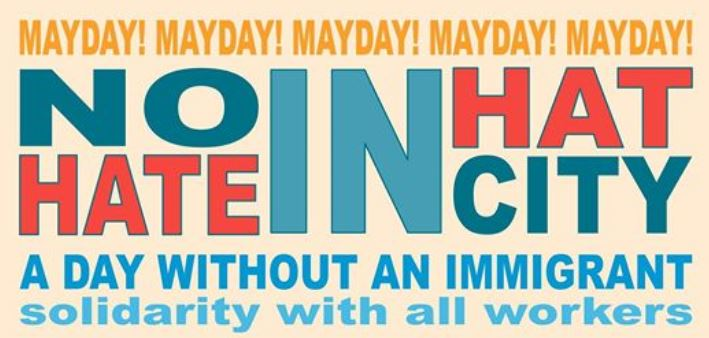 MAYDAY! MAYDAY! MAYDAY! MAYDAY! MAYDAY!
NO HATE IN HAT CITY
A DAY WITHOUT AN IMMIGRANT
solidarity with all workers